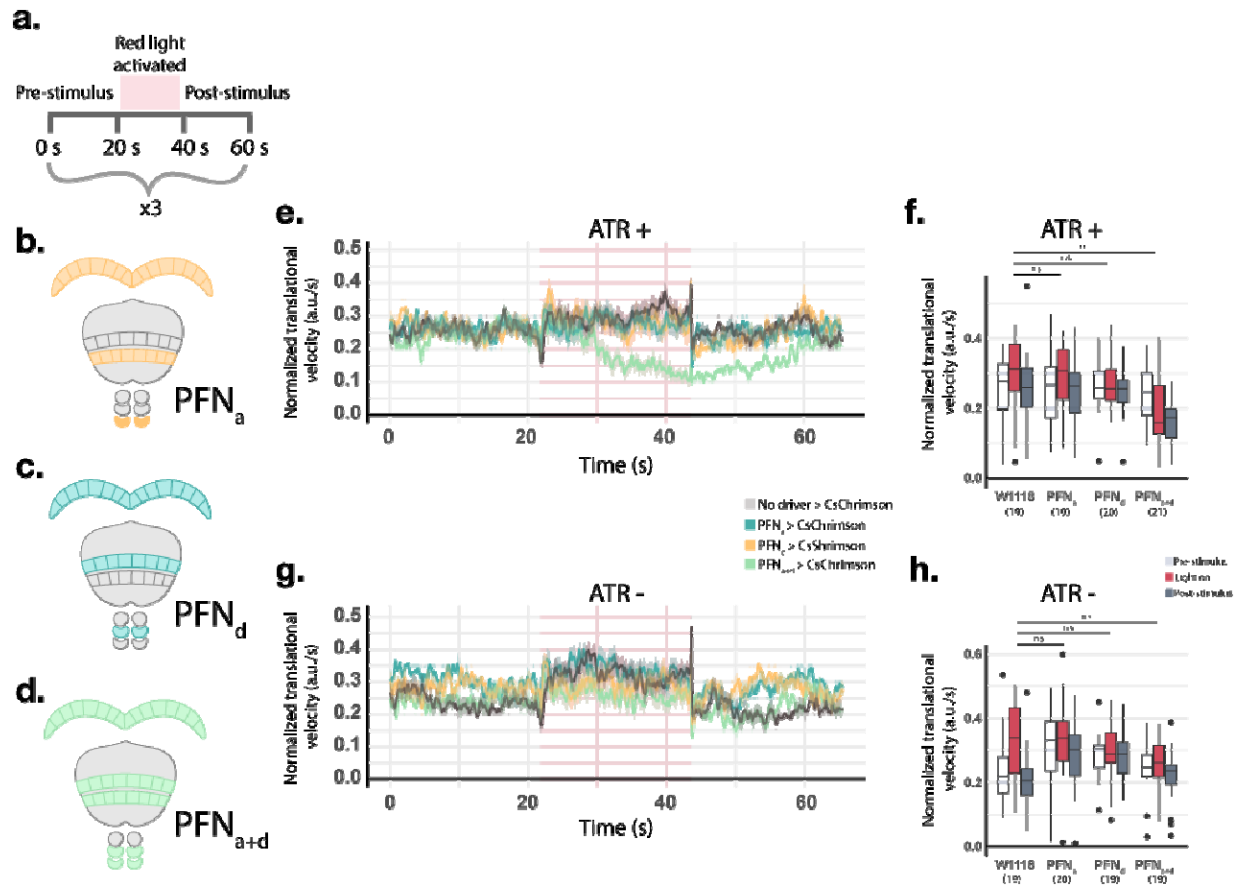 a.
Red light
activated
Pre-stimulus
Post-stimulus
0 s
20 s
40 s
60 s
x3
b.
PFNa
c.
PFNd
d.
PFNa+d
e.
ATR +
Normalized translational
velocity (a.u./s)
0.5
0.4
0.3
0.2
0.1
0.0
0
20
40
60
Time (s)
No driver > CsChrimson
> CsChrimson
> CsShrimson
> CsChrimson
f.
ATR +
Normalized translational
velocity (a.u./s)
0.4
0.2
0.0
**
ns
W1118
PFN
PFNd
PFNa+d
(19)
(20)
(21)
g.
ATR -
Normalized translational
velocity (a.u./s)
0.5
0.4
0.3
0.2
0.1
0.0
0
20
40
60
Time (s)
h.
Pre-stimulus
Light on
Post-stimulus
ATR -
Normalized translational
velocity (a.u./s)
0.6
0.4
0.2
0.0
ns
W1118
PFN
PFNd
PFNa+d
(19)
(20)
(19)
(19)